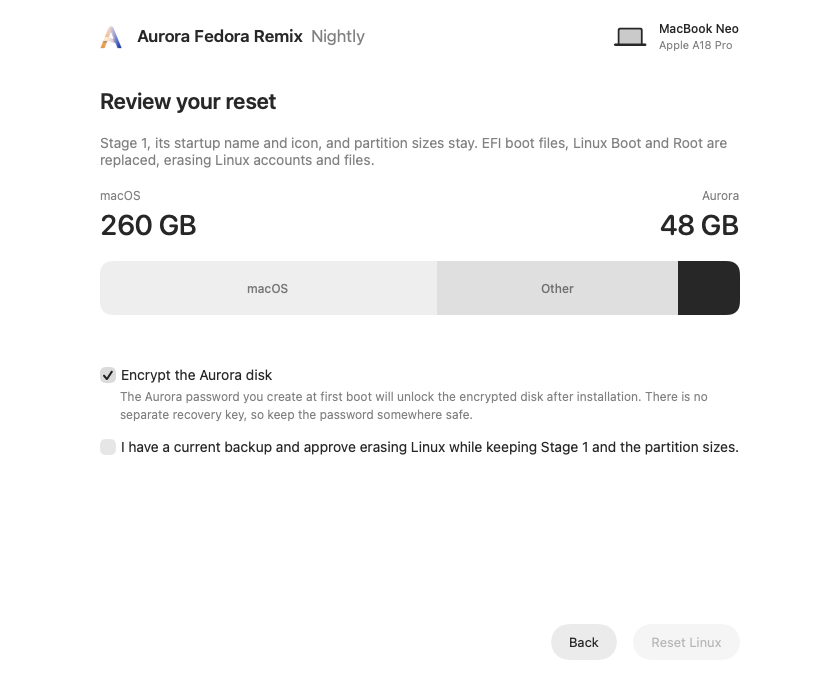 Aurora Fedora Remix Nightly
MacBook Neo
Apple A18 Pro
Review your reset
Stage 1, its startup name and icon, and partition sizes stay. EFI boot files, Linux Boot and Root are
replaced, erasing Linux accounts and files.
macOS
Aurora
260 GB
48 GB
macOS
Other
Encrypt the Aurora disk
The Aurora password you create at first boot will unlock the encrypted disk after installation. There is no
separate recovery key, so keep the password somewhere safe.
I have a current backup and approve erasing Linux while keeping Stage 1 and the partition sizes.
Back
Reset Linux